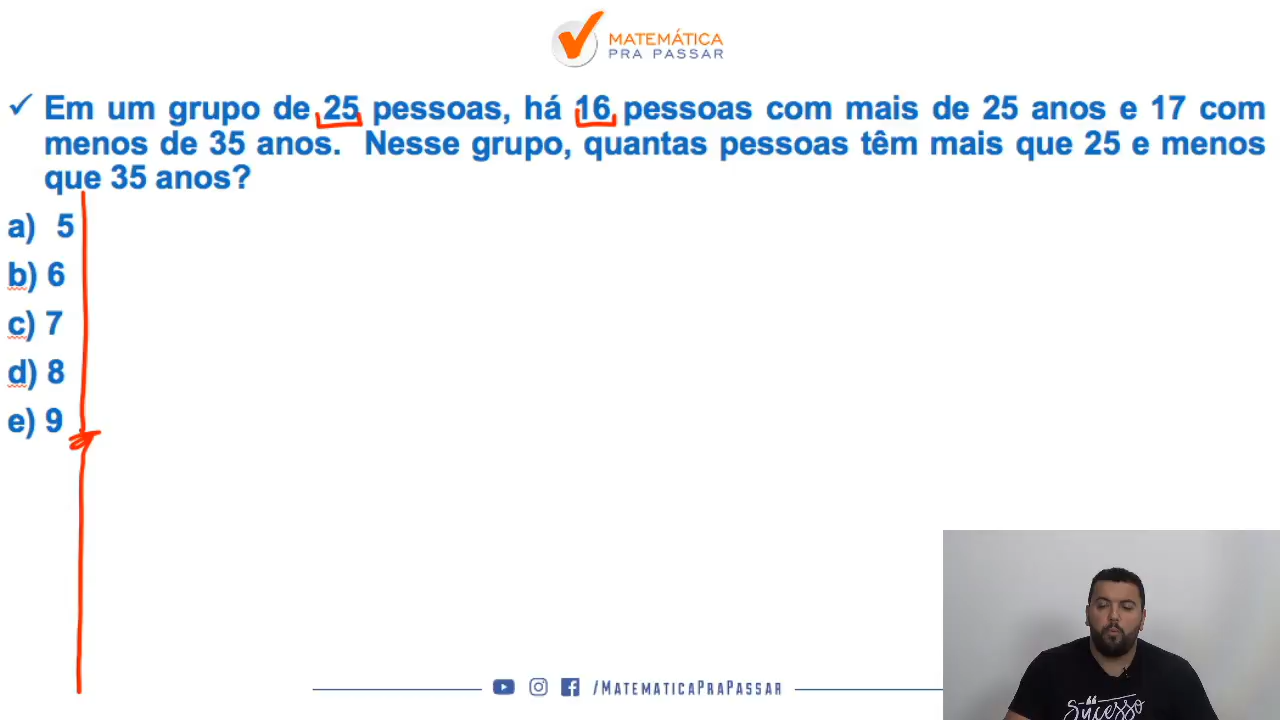 MATEMÁTICA
PRA PASSAR
✓ Em um grupo de 25 pessoas, há 16 pessoas com mais de 25 anos e 17 com
menos de 35 anos. Nesse grupo, quantas pessoas têm mais que 25 e menos
que 35 anos?
a) 5
b) 6
c) 7
d) 8
e) 9
/MATEMATICAPRAPASSAR
Sucesso